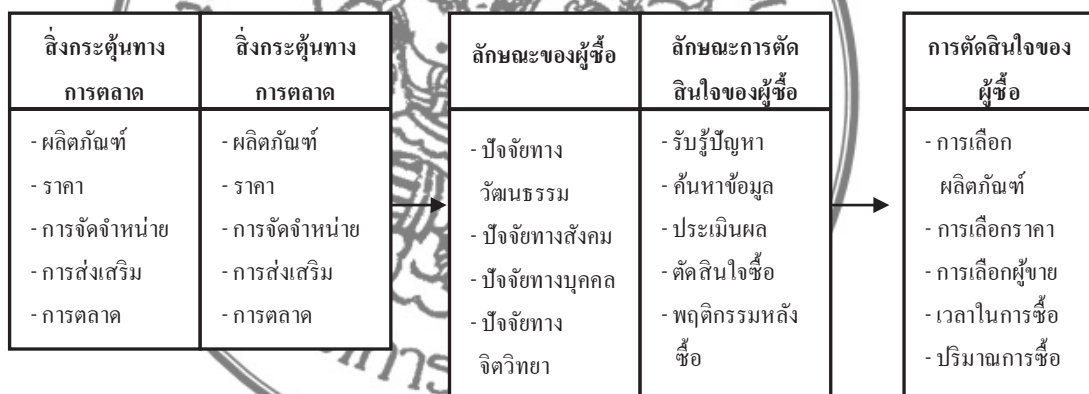 สิ่งกระตุ้นทาง
การตลาด
- ผลิตภัณฑ์
- ราคา
- การจัดจำหน่าย
- การส่งเสริม
- การตลาด
สิ่งกระตุ้นทาง
การตลาด
- ผลิตภัณฑ์
- ราคา
- การจัดจำหน่าย
- การส่งเสริม
- การตลาด
ลักษณะของผู้ซื้อ
- ปัจจัยทาง
วัฒนธรรม
- ปัจจัยทางสังคม
- ปัจจัยทางบุคคล
- ปัจจัยทาง
จิตวิทยา
ลักษณะการตัด
สินใจของผู้ซื้อ
- รับรู้ปัญหา
- ค้นหาข้อมูล
- ประเมินผล
- ตัดสินใจซื้อ
- พฤติกรรมหลัง
ซื้อ
การตัดสินใจของ
ผู้ซื้อ
- การเลือก
ผลิตภัณฑ์
- การเลือกราคา
- การเลือกผู้ขาย
- เวลาในการซื้อ
- ปริมาณการซื้อ